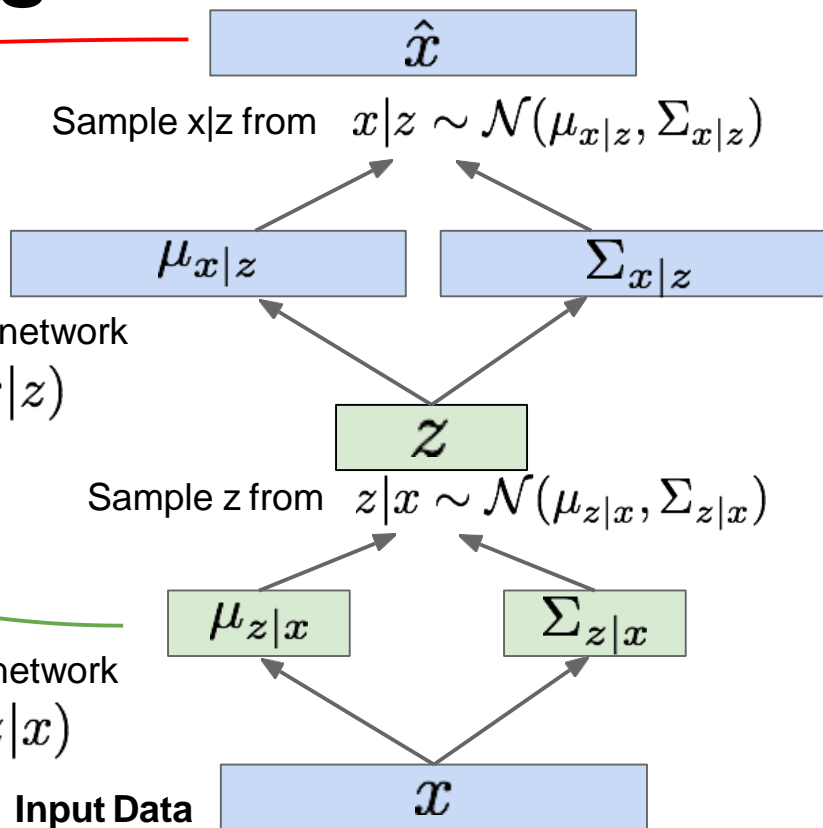 x̂
Sample x|z from x|z ∼ 𝒩(μ_{x|z}, Σ_{x|z})
μ_{x|z} Σ_{x|z}
network
|z)
z
Sample z from z|x ∼ 𝒩(μ_{z|x}, Σ_{z|x})
μ_{z|x} Σ_{z|x}
network
|x)
Input Data x